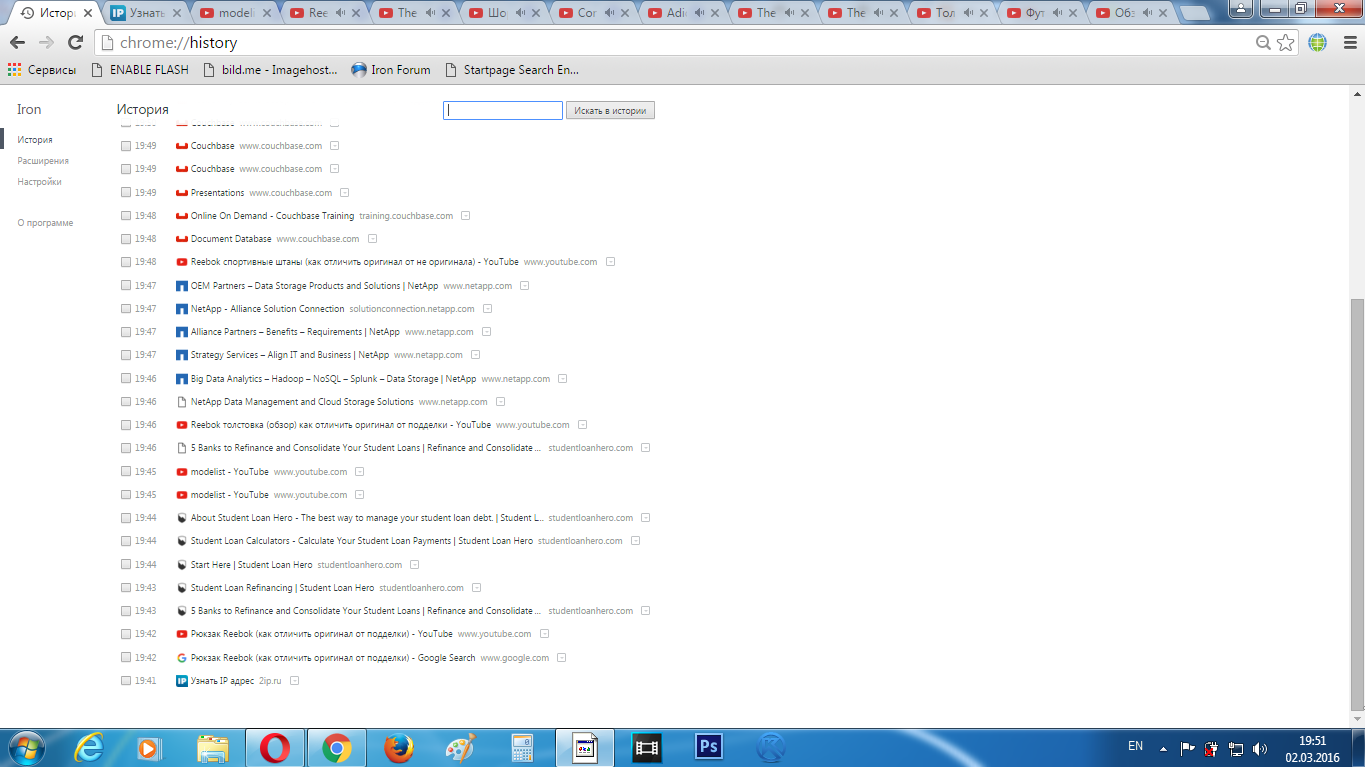 Истори
Узнать
modeli
Ree
The
Шо
Cor
Adi
The
The
Тол
Фут
Обз
chrome://history
Сервисы ENABLE FLASH bild.me - Imagehost... Iron Forum Startpage Search En...
Iron
История
Расширения
Настройки
О программе
История Искать в истории
19:49 Couchbase www.couchbase.com
19:49 Couchbase www.couchbase.com
19:49 Presentations www.couchbase.com
19:48 Online On Demand - Couchbase Training training.couchbase.com
19:48 Document Database www.couchbase.com
19:48 Reebok спортивные штаны (как отличить оригинал от не оригинала) - YouTube www.youtube.com
19:47 OEM Partners – Data Storage Products and Solutions | NetApp www.netapp.com
19:47 NetApp - Alliance Solution Connection solutionconnection.netapp.com
19:47 Alliance Partners – Benefits – Requirements | NetApp www.netapp.com
19:47 Strategy Services – Align IT and Business | NetApp www.netapp.com
19:46 Big Data Analytics – Hadoop – NoSQL – Splunk – Data Storage | NetApp www.netapp.com
19:46 NetApp Data Management and Cloud Storage Solutions www.netapp.com
19:46 Reebok толстовка (обзор) как отличить оригинал от подделки - YouTube www.youtube.com
19:46 5 Banks to Refinance and Consolidate Your Student Loans | Refinance and Consolidate ... studentloanhero.com
19:45 modelist - YouTube www.youtube.com
19:45 modelist - YouTube www.youtube.com
19:44 About Student Loan Hero - The best way to manage your student loan debt. | Student L... studentloanhero.com
19:44 Student Loan Calculators - Calculate Your Student Loan Payments | Student Loan Hero studentloanhero.com
19:44 Start Here | Student Loan Hero studentloanhero.com
19:43 Student Loan Refinancing | Student Loan Hero studentloanhero.com
19:43 5 Banks to Refinance and Consolidate Your Student Loans | Refinance and Consolidate ... studentloanhero.com
19:42 Рюкзак Reebok (как отличить оригинал от подделки) - YouTube www.youtube.com
19:42 Рюкзак Reebok (как отличить оригинал от подделки) - Google Search www.google.com
19:41 IP Узнать IP адрес 2ip.ru
Ps
EN
19:51
02.03.2016